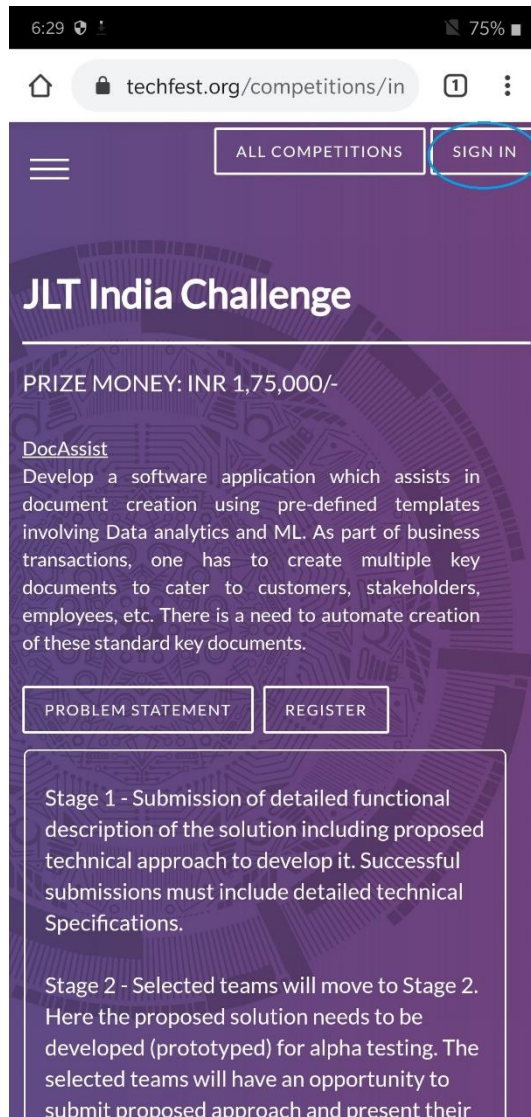 6:29
75%
techfest.org/competitions/in
1
ALL COMPETITIONS
SIGN IN
JLT India Challenge
PRIZE MONEY: INR 1,75,000/-
DocAssist
Develop a software application which assists in
document creation using pre-defined templates
involving Data analytics and ML. As part of business
transactions, one has to create multiple key
documents to cater to customers, stakeholders,
employees, etc. There is a need to automate creation
of these standard key documents.
PROBLEM STATEMENT
REGISTER
Stage 1 - Submission of detailed functional
description of the solution including proposed
technical approach to develop it. Successful
submissions must include detailed technical
Specifications.
Stage 2 - Selected teams will move to Stage 2.
Here the proposed solution needs to be
developed (prototyped) for alpha testing. The
selected teams will have an opportunity to
submit proposed approach and present their